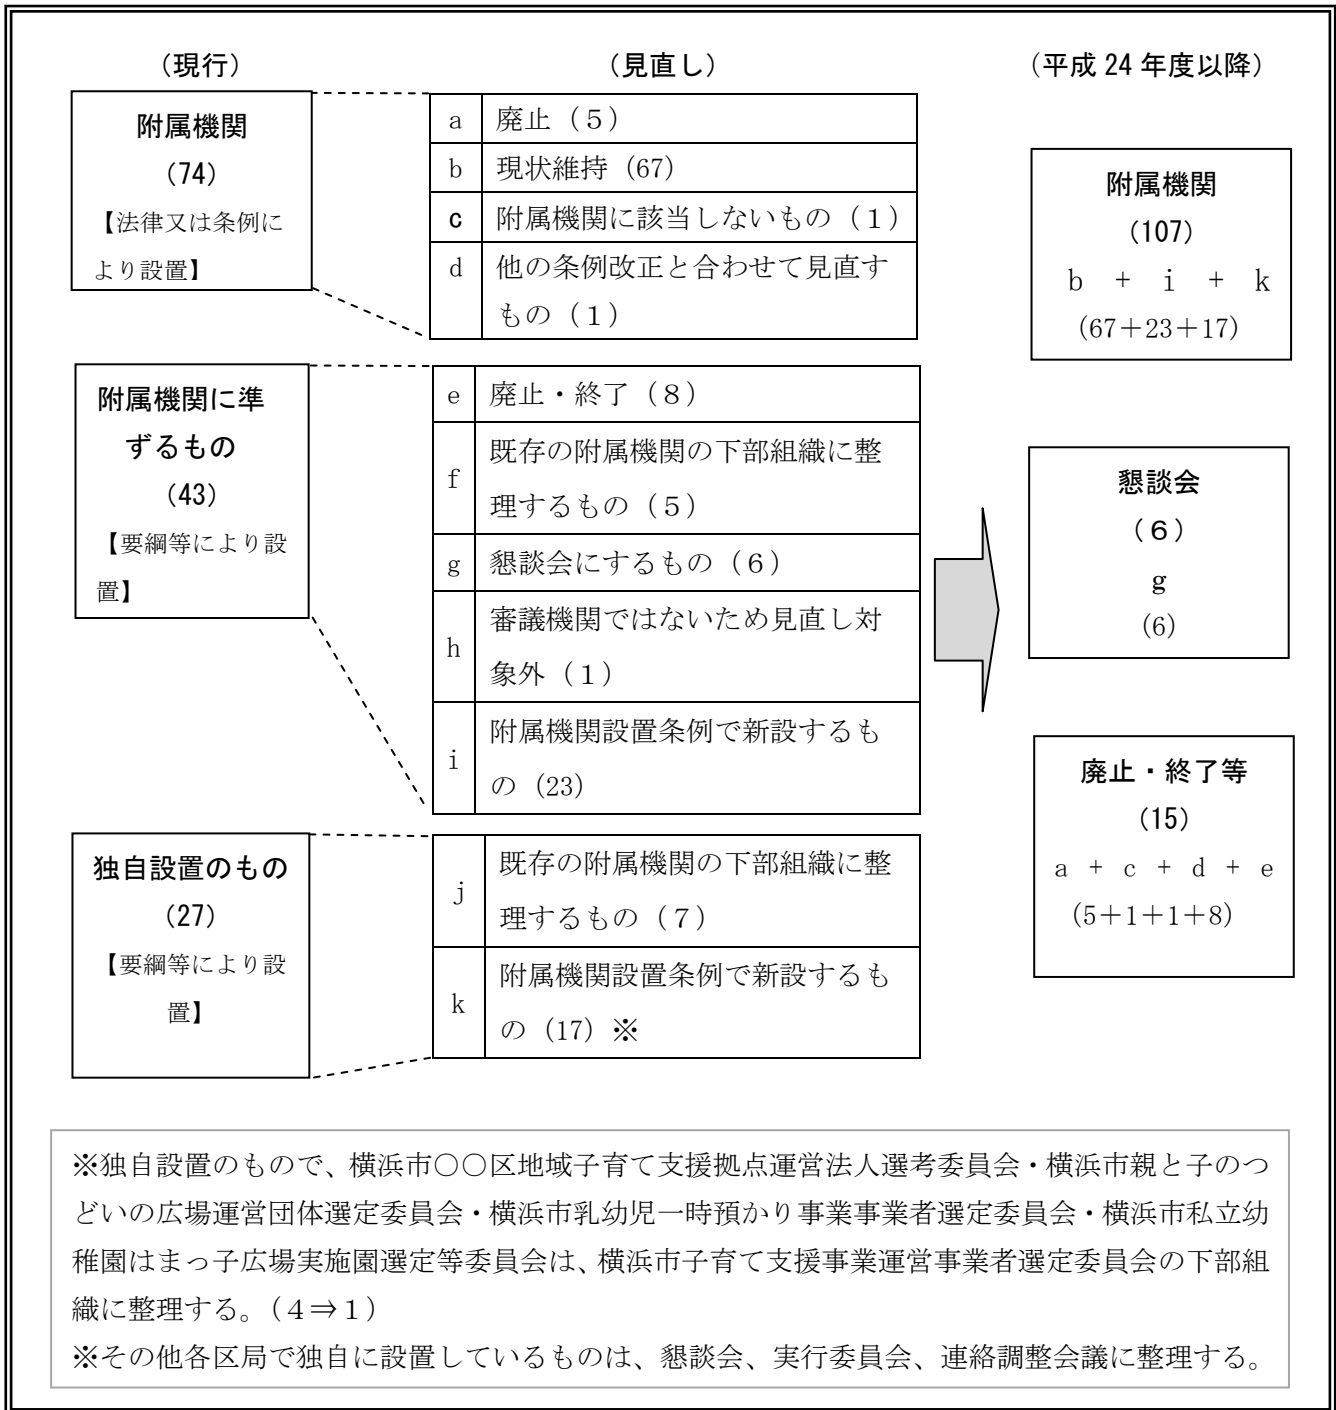 （現行）
（見直し）
（平成 24 年度以降）
附属機関
（74）
【法律又は条例に
より設置】
a 廃止（５）
b 現状維持（67）
c 附属機関に該当しないもの（１）
d 他の条例改正と合わせて見直す
もの（１）
附属機関に準
ずるもの
（43）
【要綱等により設
置】
e 廃止・終了（８）
f 既存の附属機関の下部組織に整
理するもの（５）
g 懇談会にするもの（６）
h 審議機関ではないため見直し対
象外（１）
i 附属機関設置条例で新設するも
の（23）
独自設置のもの
（27）
【要綱等により設
置】
j 既存の附属機関の下部組織に整
理するもの（７）
k 附属機関設置条例で新設するも
の（17）※
附属機関
（107）
b + i + k
（67＋23＋17）
懇談会
（６）
g
（6）
廃止・終了等
（15）
a + c + d + e
（5＋1＋1＋8）
※独自設置のもので、横浜市〇〇区地域子育て支援拠点運営法人選考委員会・横浜市親と子のつ
どいの広場運営団体選定委員会・横浜市乳幼児一時預かり事業事業者選定委員会・横浜市私立幼
稚園はまっ子広場実施園選定等委員会は、横浜市子育て支援事業運営事業者選定委員会の下部組
織に整理する。（４⇒１）
※その他各区局で独自に設置しているものは、懇談会、実行委員会、連絡調整会議に整理する。